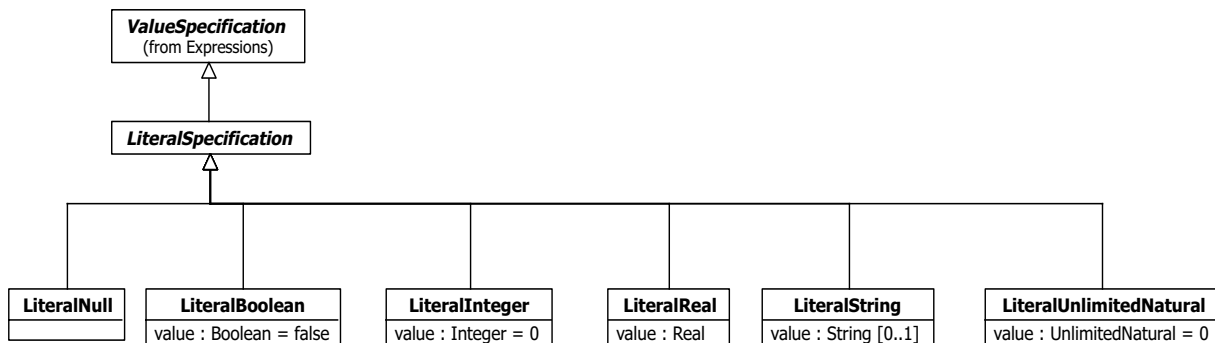 ValueSpecification
(from Expressions)
LiteralSpecification
LiteralNull
LiteralBoolean
value : Boolean = false
LiteralInteger
value : Integer = 0
LiteralReal
value : Real
LiteralString
value : String [0..1]
LiteralUnlimitedNatural
value : UnlimitedNatural = 0